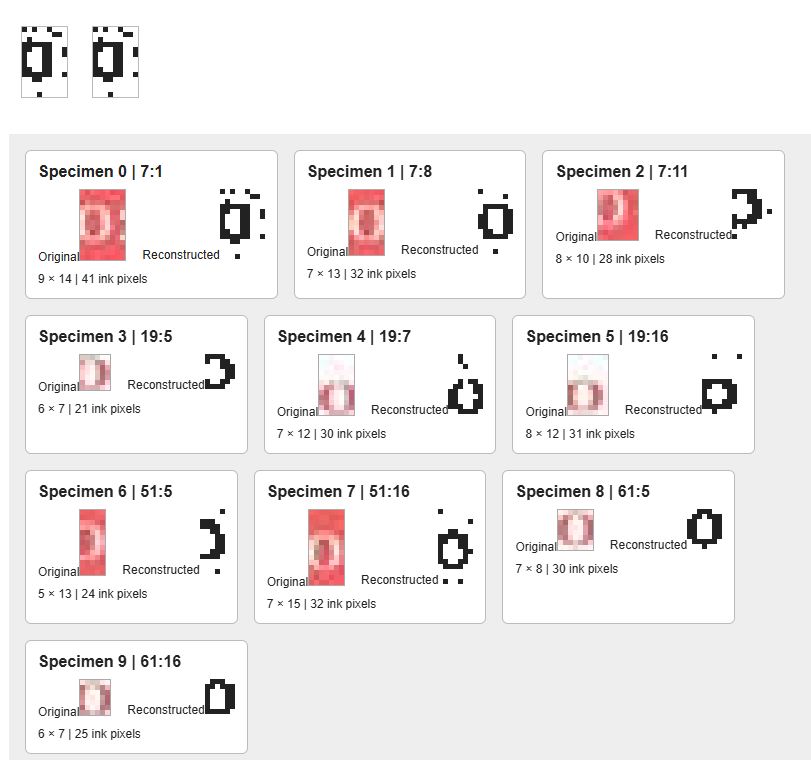 Specimen 0 | 7:1
Original Reconstructed
9 × 14 | 41 ink pixels
Specimen 1 | 7:8
Original Reconstructed
7 × 13 | 32 ink pixels
Specimen 2 | 7:11
Original Reconstructed
8 × 10 | 28 ink pixels
Specimen 3 | 19:5
Original Reconstructed
6 × 7 | 21 ink pixels
Specimen 4 | 19:7
Original Reconstructed
7 × 12 | 30 ink pixels
Specimen 5 | 19:16
Original Reconstructed
8 × 12 | 31 ink pixels
Specimen 6 | 51:5
Original Reconstructed
5 × 13 | 24 ink pixels
Specimen 7 | 51:16
Original Reconstructed
7 × 15 | 32 ink pixels
Specimen 8 | 61:5
Original Reconstructed
7 × 8 | 30 ink pixels
Specimen 9 | 61:16
Original Reconstructed
6 × 7 | 25 ink pixels